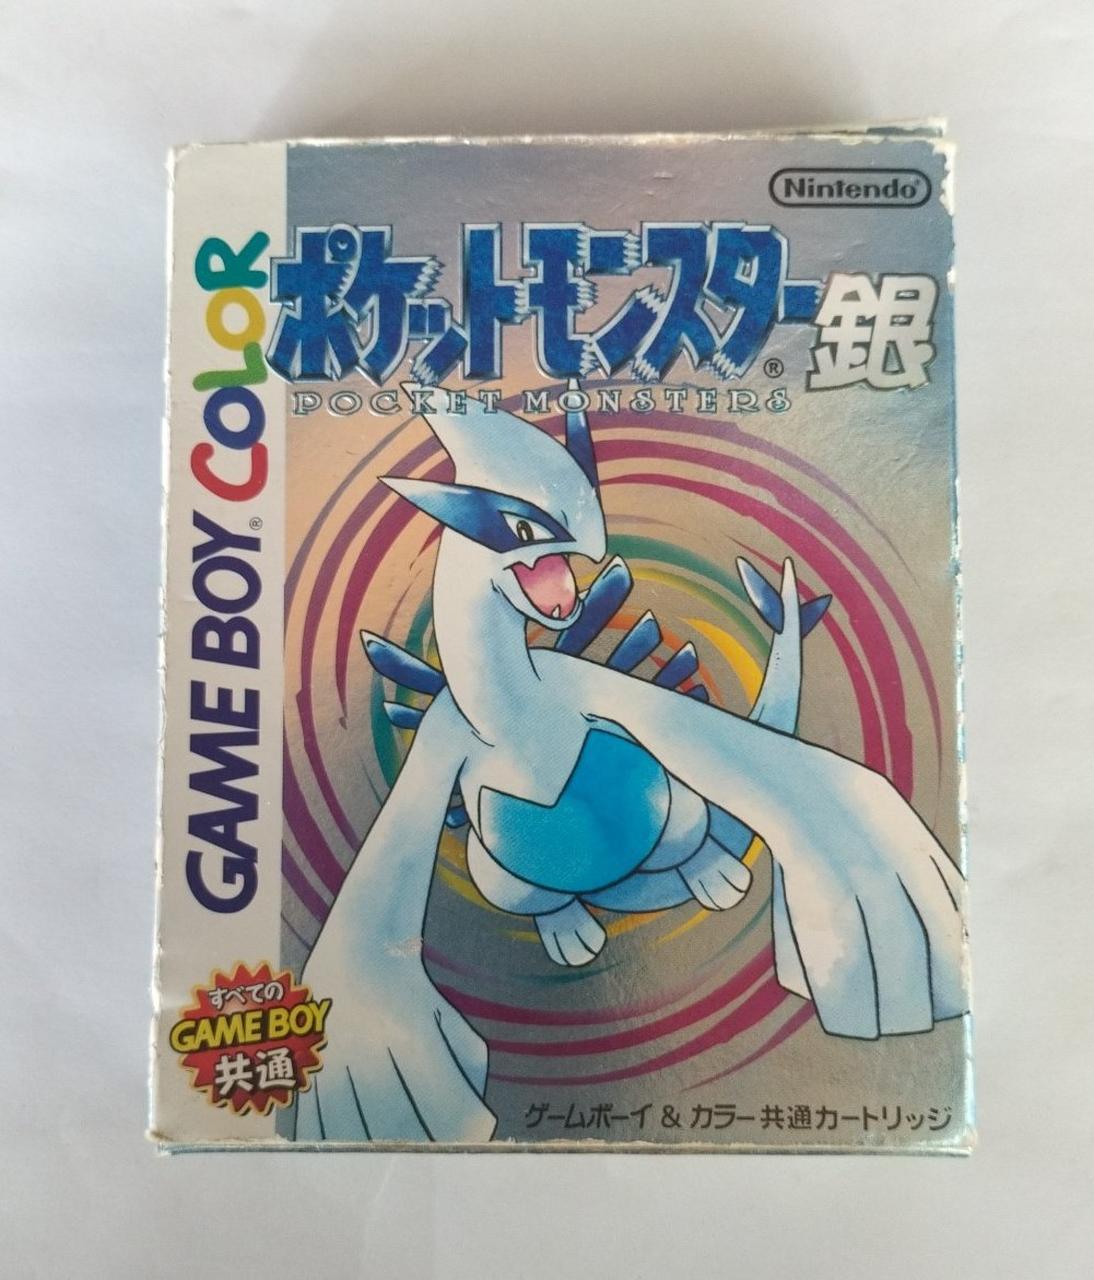 Nintendo®
ポケットモンスター銀
®
POCKET MONSTERS
GAME BOY® COLOR
すべての
GAME BOY
共通
ゲームボーイ & カラー共通カートリッジ